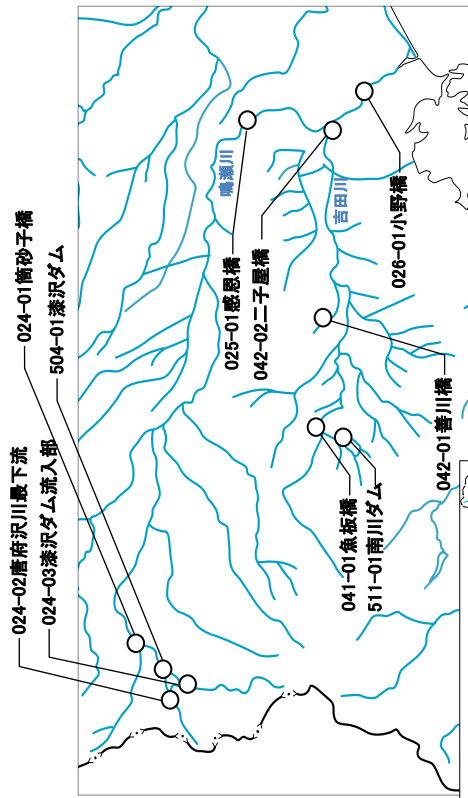 024-02唐府沢川最下流
024-03漆沢ダム流入部
024-01筒砂子橋
504-01漆沢ダム
鳴瀬川
025-01感恩橋
042-02二子屋橋
吉田川
026-01小野橋
041-01魚板橋
511-01南川ダム
042-01善川橋